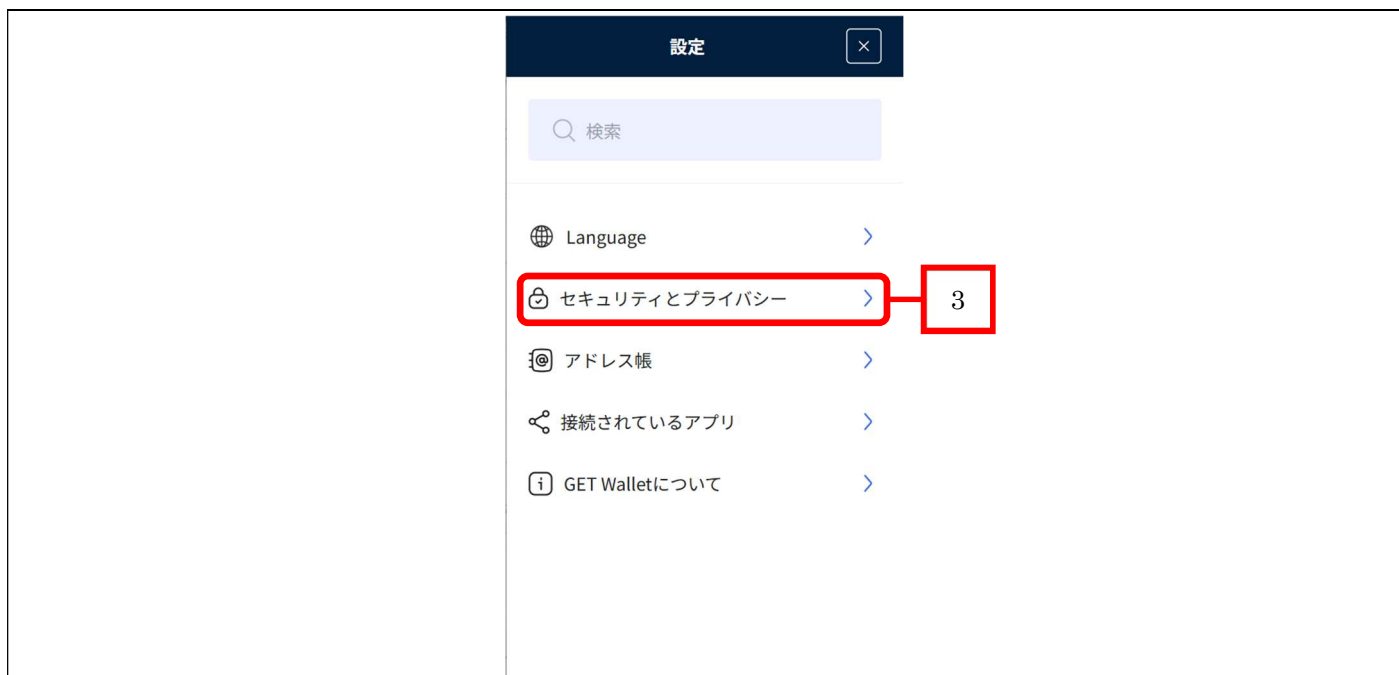 設定
検索
Language
セキュリティとプライバシー
3
アドレス帳
接続されているアプリ
GET Walletについて